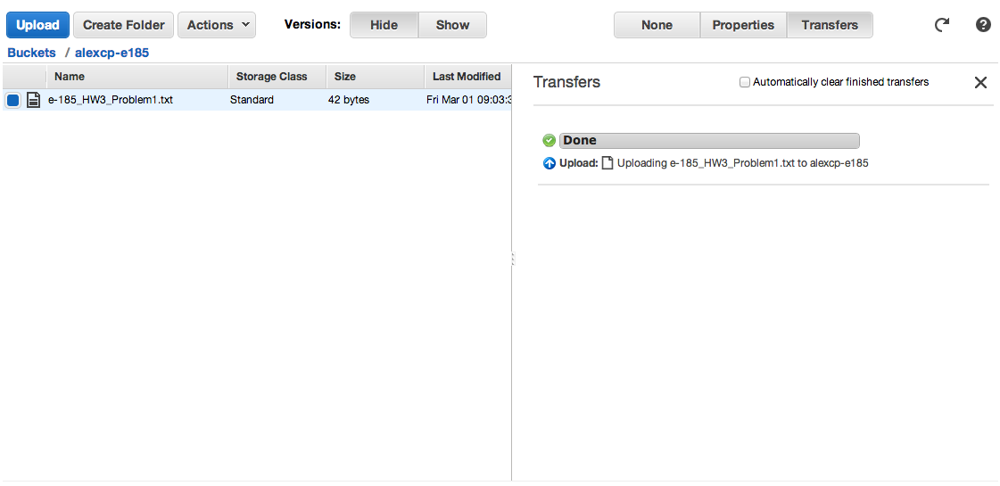 Upload Create Folder Actions Versions: Hide Show None Properties Transfers
Buckets / alexcp-e185
Name Storage Class Size Last Modified
e-185_HW3_Problem1.txt Standard 42 bytes Fri Mar 01 09:03:3
Transfers Automatically clear finished transfers
Done
Upload: Uploading e-185_HW3_Problem1.txt to alexcp-e185